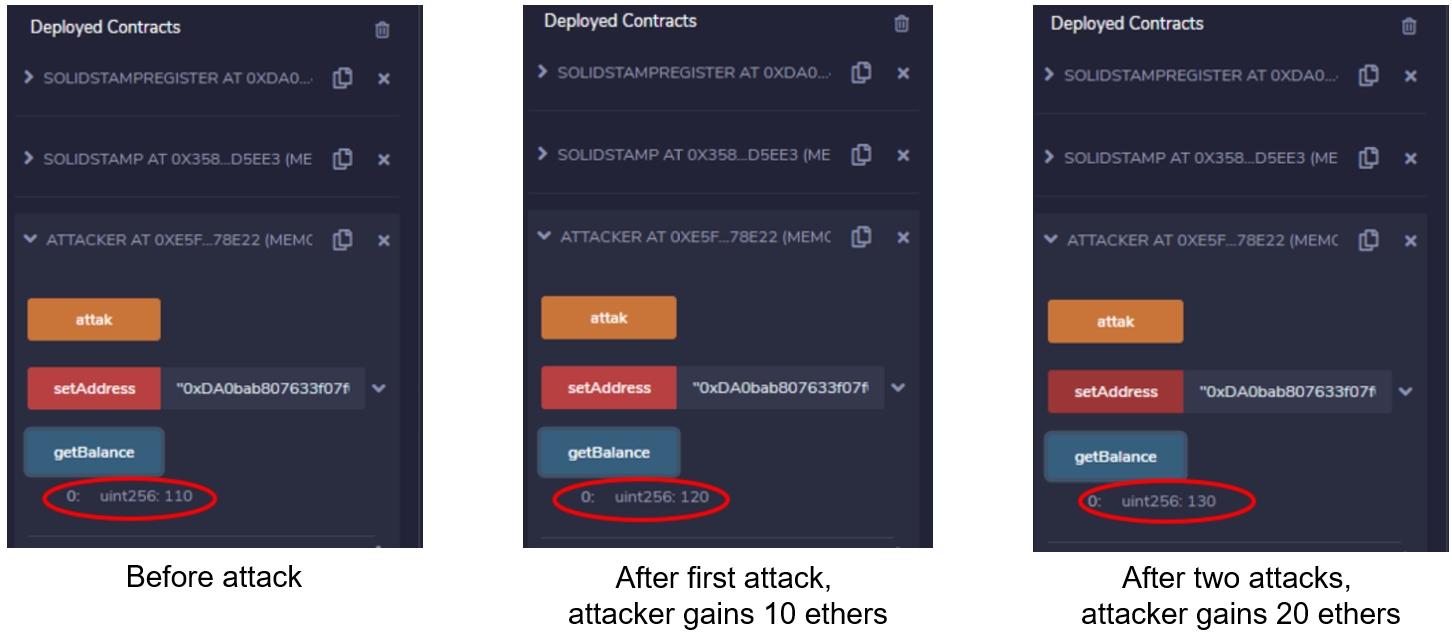 Deployed Contracts
SOLIDSTAMPREGISTER AT 0XDA0...
SOLIDSTAMP AT 0X358...D5EE3 (ME
ATTACKER AT 0XE5F...78E22 (MEMC
attak
setAddress "0xDA0bab807633f07f
getBalance
0: uint256: 110
Before attack
Deployed Contracts
SOLIDSTAMPREGISTER AT 0XDA0...
SOLIDSTAMP AT 0X358...D5EE3 (ME
ATTACKER AT 0XE5F...78E22 (MEMC
attak
setAddress "0xDA0bab807633f07f
getBalance
0: uint256: 120
After first attack,
attacker gains 10 ethers
Deployed Contracts
SOLIDSTAMPREGISTER AT 0XDA0...
SOLIDSTAMP AT 0X358...D5EE3 (ME
ATTACKER AT 0XE5F...78E22 (MEMC
attak
setAddress "0xDA0bab807633f07f
getBalance
0: uint256: 130
After two attacks,
attacker gains 20 ethers